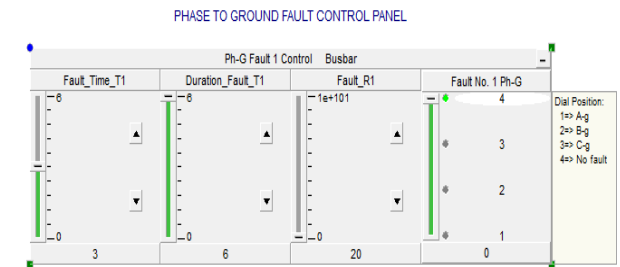 PHASE TO GROUND FAULT CONTROL PANEL
Ph-G Fault 1 Control Busbar
Fault_Time_T1 Duration_Fault_T1 Fault_R1 Fault No. 1 Ph-G
6 6 1e+101 4
3
2
0 0 0 1
3 6 20 0
Dial Position:
1=> A-g
2=> B-g
3=> C-g
4=> No fault